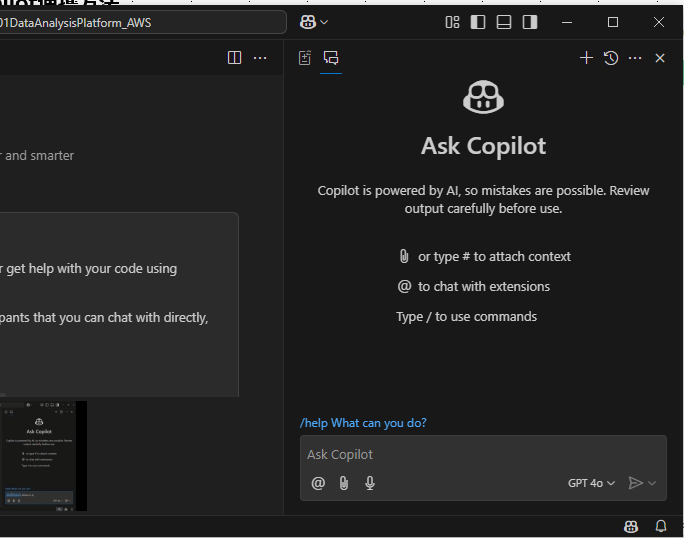 01DataAnalysisPlatform_AWS
and smarter
get help with your code using
pants that you can chat with directly,
Ask Copilot
Copilot is powered by AI, so mistakes are possible. Review
output carefully before use.
or type # to attach context
@ to chat with extensions
Type / to use commands
/help What can you do?
Ask Copilot
@
GPT 4o
Ask Copilot